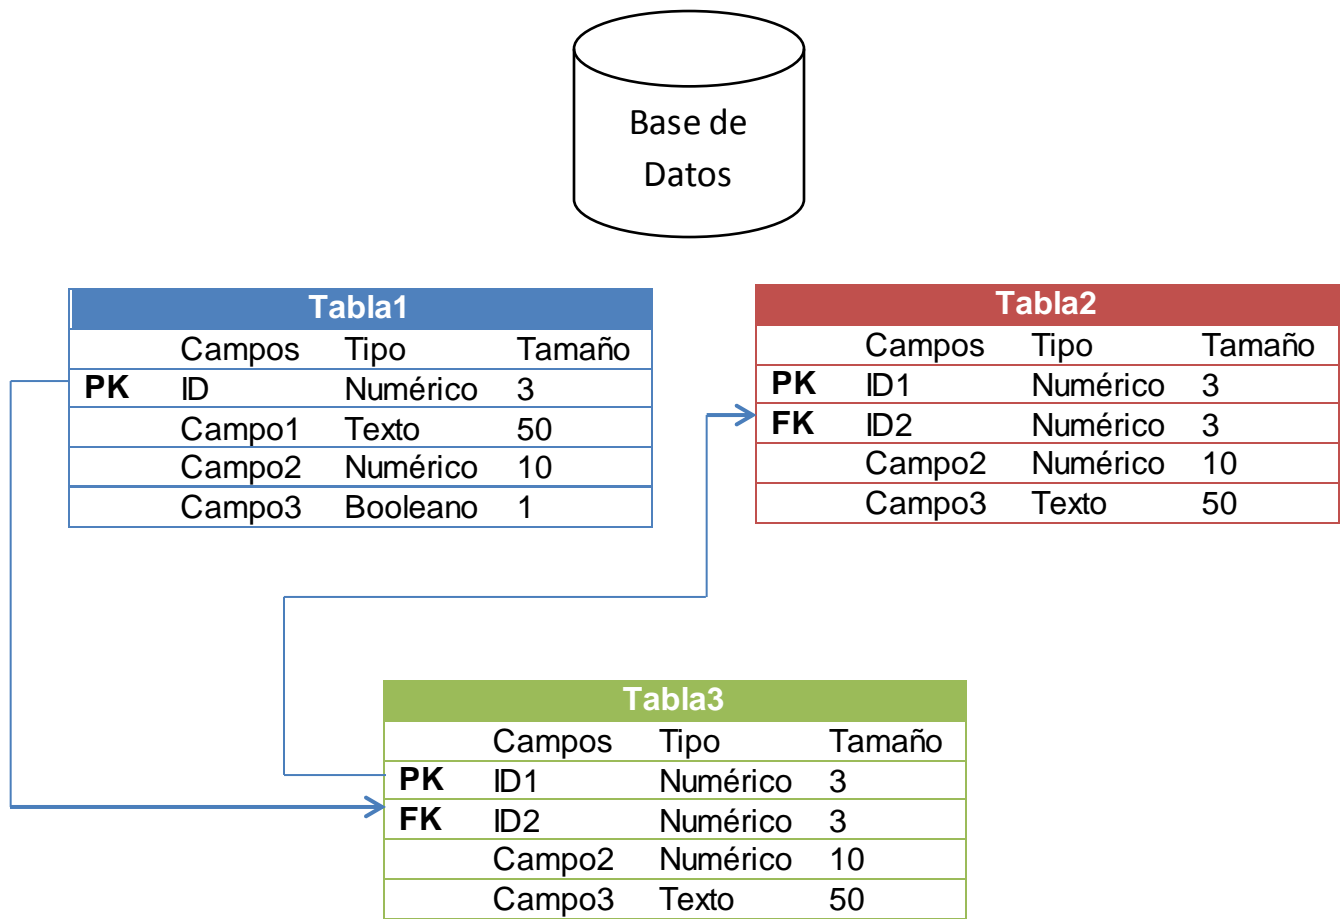 Base de
Datos
Tabla1
Campos Tipo Tamaño
PK ID Numérico 3
Campo1 Texto 50
Campo2 Numérico 10
Campo3 Booleano 1
Tabla2
Campos Tipo Tamaño
PK ID1 Numérico 3
FK ID2 Numérico 3
Campo2 Numérico 10
Campo3 Texto 50
Tabla3
Campos Tipo Tamaño
PK ID1 Numérico 3
FK ID2 Numérico 3
Campo2 Numérico 10
Campo3 Texto 50